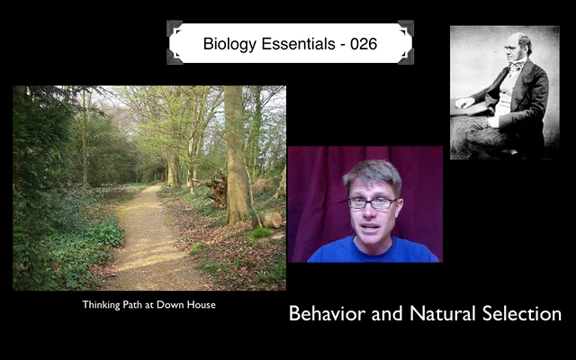 Biology Essentials - 026
Thinking Path at Down House
Behavior and Natural Selection